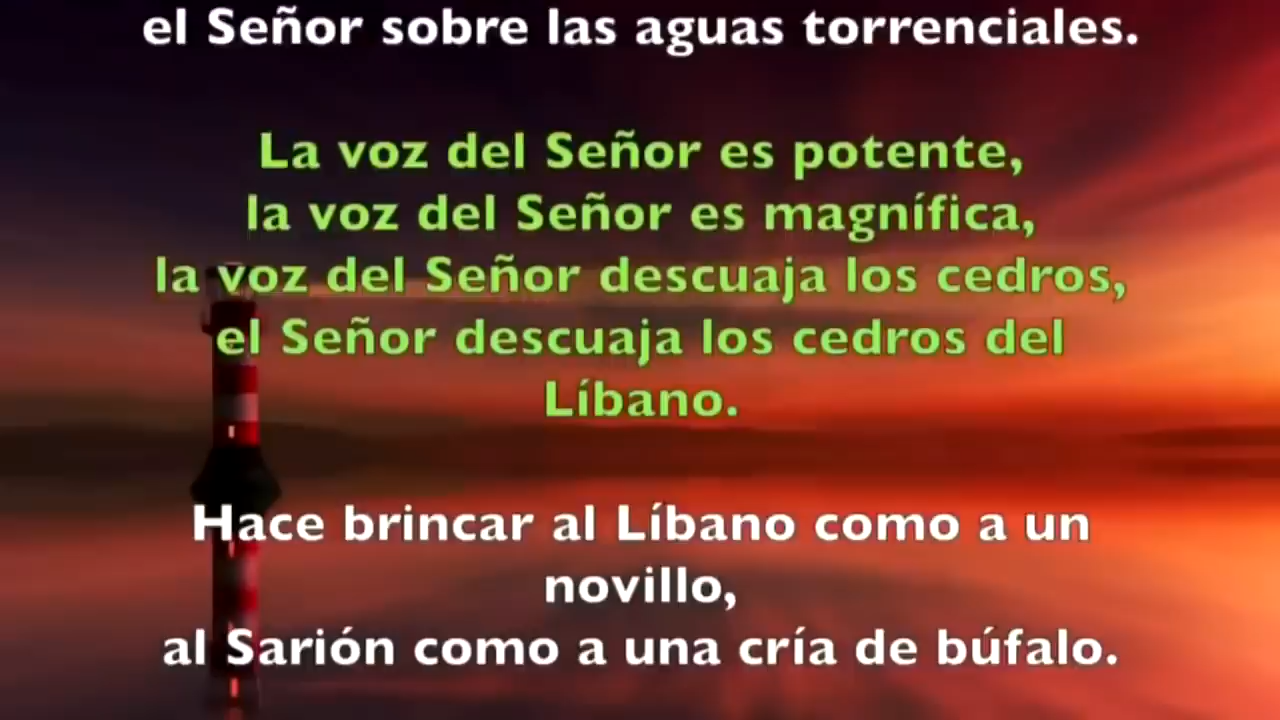 el Señor sobre las aguas torrenciales.
La voz del Señor es potente,
la voz del Señor es magnífica,
la voz del Señor descuaja los cedros,
el Señor descuaja los cedros del
Líbano.
Hace brincar al Líbano como a un
novillo,
al Sarión como a una cría de búfalo.